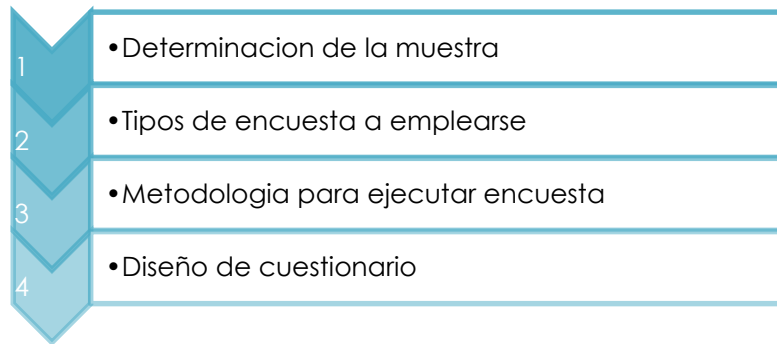 1
•Determinacion de la muestra
2
•Tipos de encuesta a emplearse
3
•Metodologia para ejecutar encuesta
4
•Diseño de cuestionario